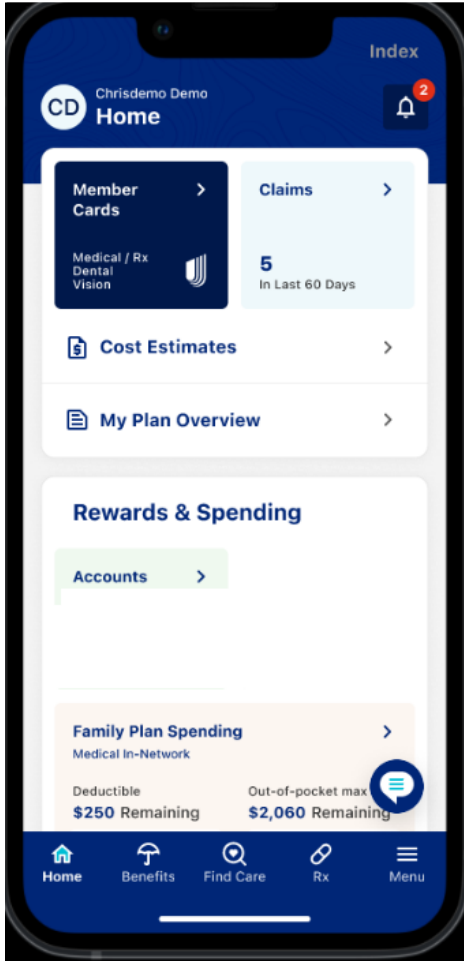 Index
CD
Chrisdemo Demo
Home
2
Member
Cards
Medical / Rx
Dental
Vision
Claims
5
In Last 60 Days
Cost Estimates
My Plan Overview
Rewards & Spending
Accounts
Family Plan Spending
Medical In-Network
Deductible
$250 Remaining
Out-of-pocket max
$2,060 Remaining
Home
Benefits
Find Care
Rx
Menu